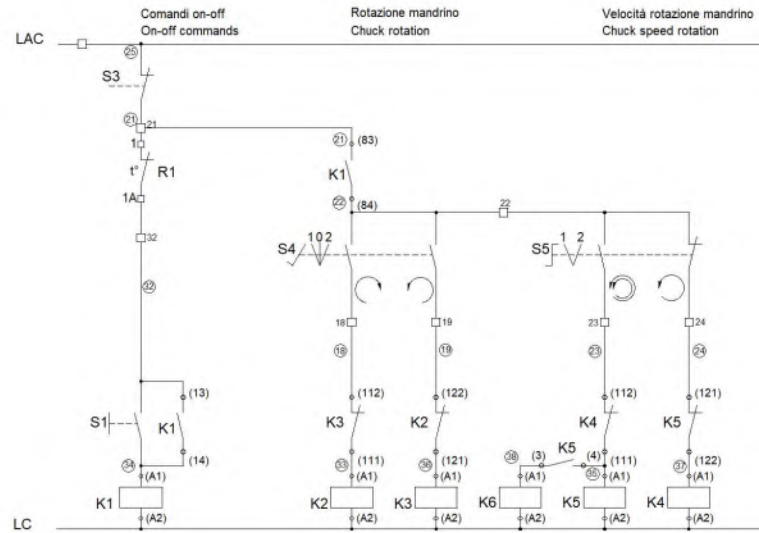 Comandi on-off
On-off commands
Rotazione mandrino
Chuck rotation
Velocità rotazione mandrino
Chuck speed rotation
LAC
25
S3
21 21
21 (83)
1
t° R1
K1
1A
22 (84)
22
32
S4 1 0 2
S5 1 2
32
18 19 23 24
18 19 23 24
(13)
(112) (122) (112) (121)
S1 K1
K3 K2 K4 K5
K5
(14)
34
33 (111) 36 (121) 38 (3) (4) 35 (111) 37 (122)
(A1) (A1) (A1) (A1) (A1) (A1)
K1 K2 K3 K6 K5 K4
(A2) (A2) (A2) (A2) (A2) (A2)
LC